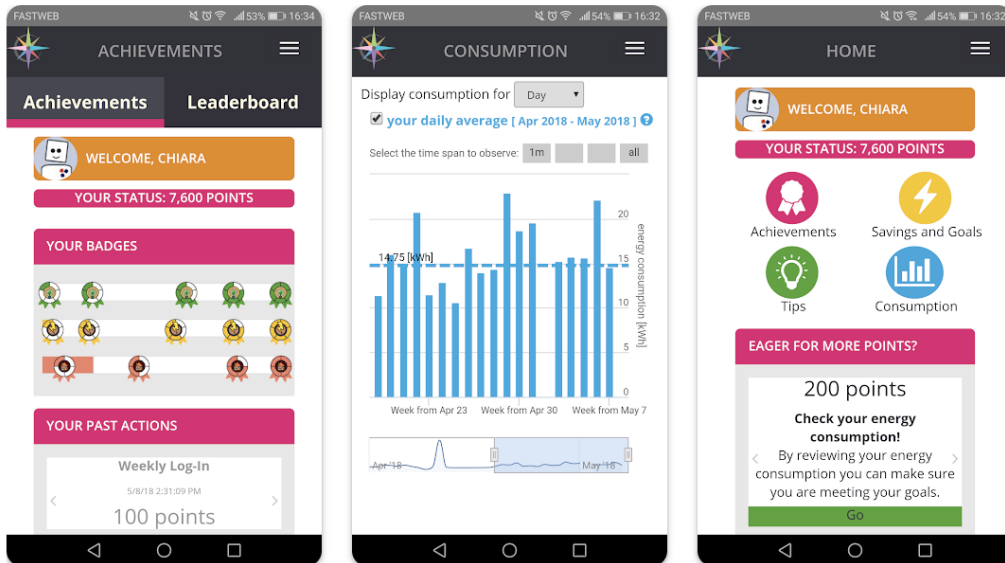 FASTWEB 53% 16:34
ACHIEVEMENTS
Achievements Leaderboard
WELCOME, CHIARA
YOUR STATUS: 7,600 POINTS
YOUR BADGES
YOUR PAST ACTIONS
Weekly Log-In
5/8/18 2:31:09 PM
100 points
FASTWEB 54% 16:32
CONSUMPTION
Display consumption for Day
your daily average [ Apr 2018 - May 2018 ] ?
Select the time span to observe: 1m all
14.75 [kWh]
20
15
10
5
0
energy consumption [kWh]
Week from Apr 23 Week from Apr 30 Week from May 7
Apr '18 May '18
FASTWEB 54% 16:32
HOME
WELCOME, CHIARA
YOUR STATUS: 7,600 POINTS
Achievements Savings and Goals
Tips Consumption
EAGER FOR MORE POINTS?
200 points
Check your energy
consumption!
By reviewing your energy
consumption you can make sure
you are meeting your goals.
Go